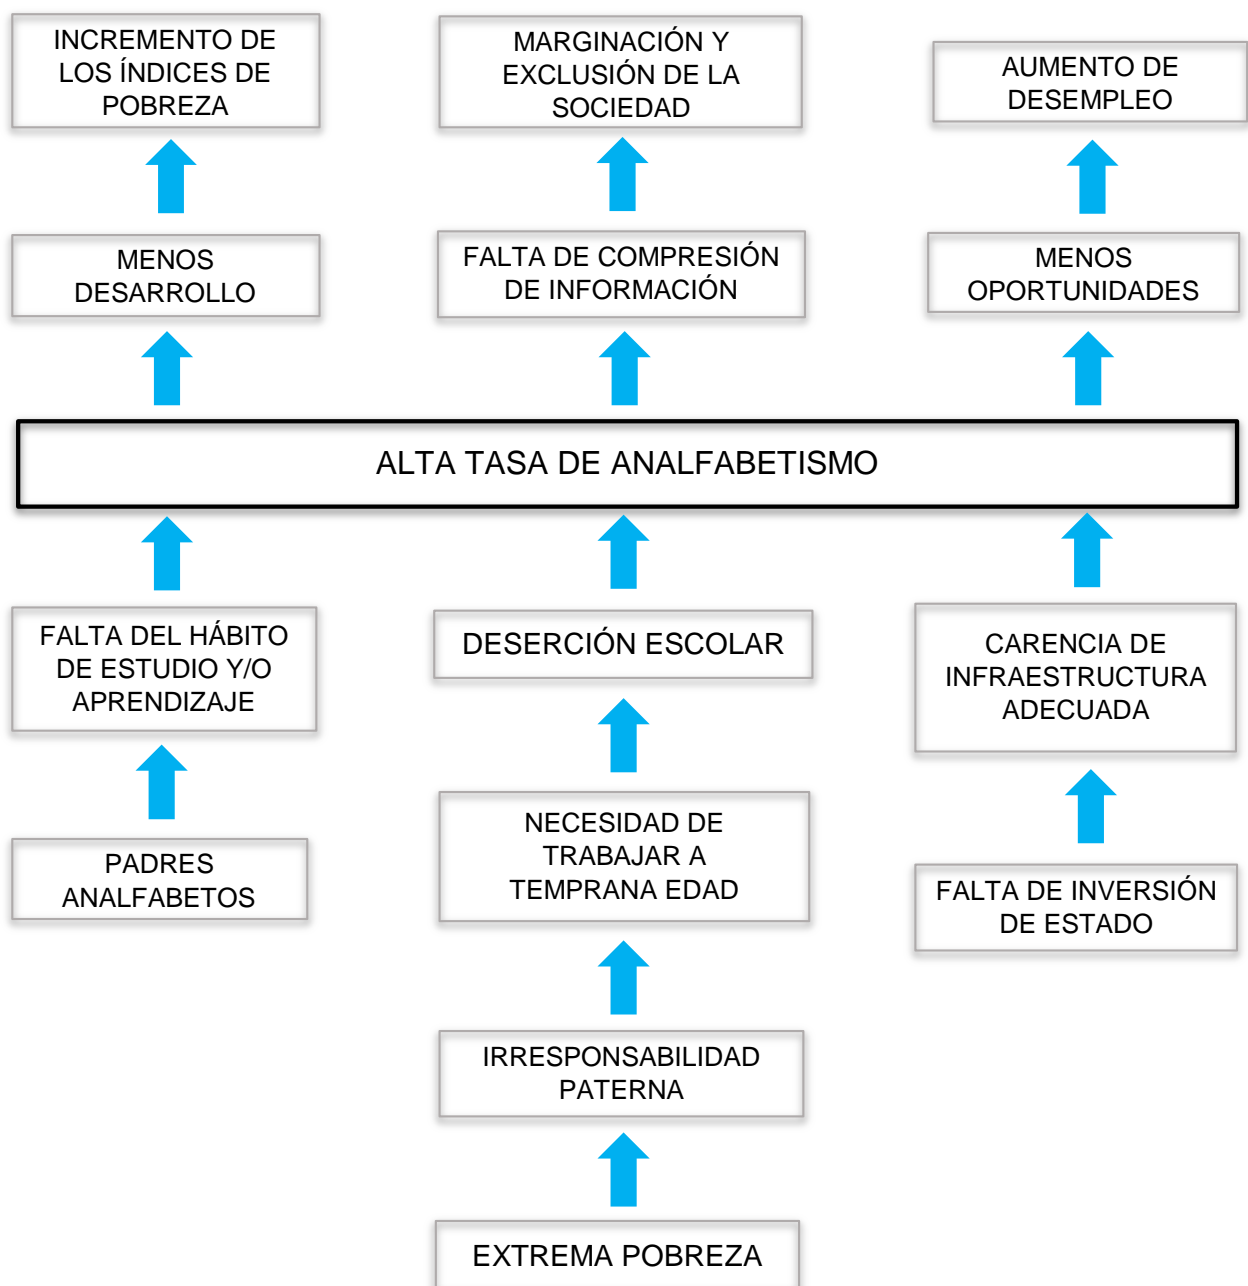 INCREMENTO DE
LOS ÍNDICES DE
POBREZA
MARGINACIÓN Y
EXCLUSIÓN DE LA
SOCIEDAD
AUMENTO DE
DESEMPLEO
MENOS
DESARROLLO
FALTA DE COMPRESIÓN
DE INFORMACIÓN
MENOS
OPORTUNIDADES
ALTA TASA DE ANALFABETISMO
FALTA DEL HÁBITO
DE ESTUDIO Y/O
APRENDIZAJE
DESERCIÓN ESCOLAR
CARENCIA DE
INFRAESTRUCTURA
ADECUADA
PADRES
ANALFABETOS
NECESIDAD DE
TRABAJAR A
TEMPRANA EDAD
FALTA DE INVERSIÓN
DE ESTADO
IRRESPONSABILIDAD
PATERNA
EXTREMA POBREZA